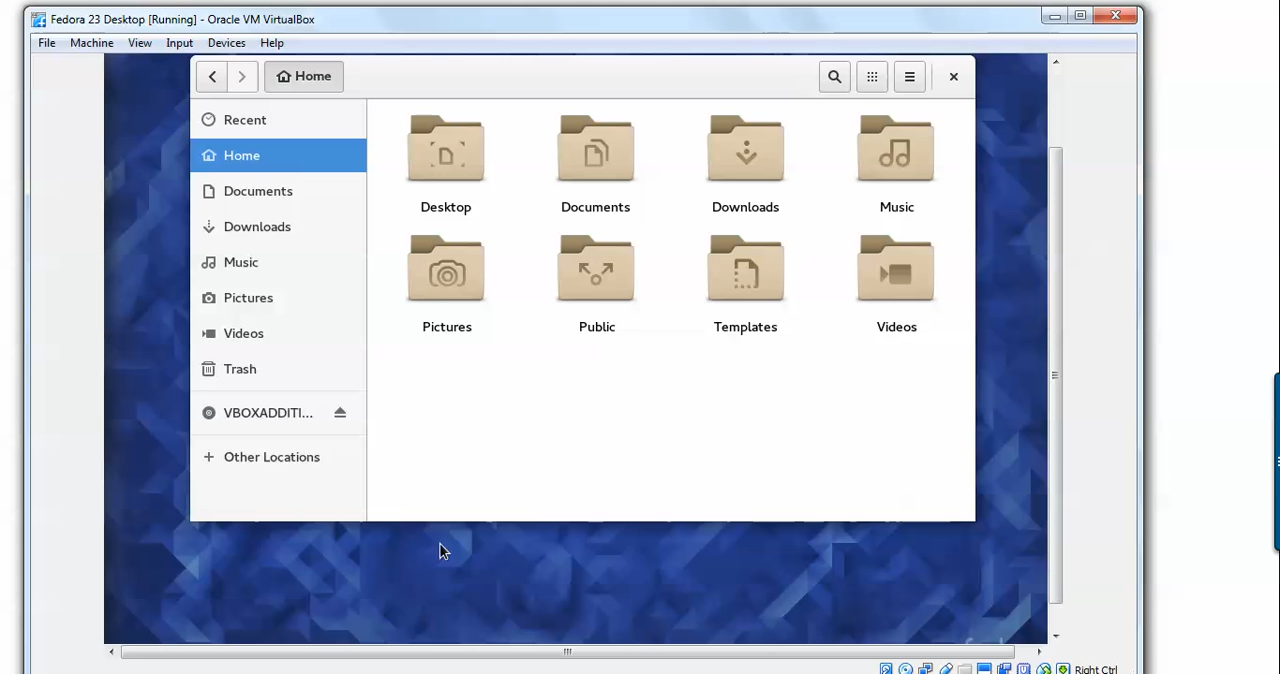 Fedora 23 Desktop [Running] - Oracle VM VirtualBox
File Machine View Input Devices Help
Home
Recent
Home
Documents
Downloads
Music
Pictures
Videos
Trash
VBOXADDITI...
Other Locations
Desktop Documents Downloads Music
Pictures Public Templates Videos
Right Ctrl